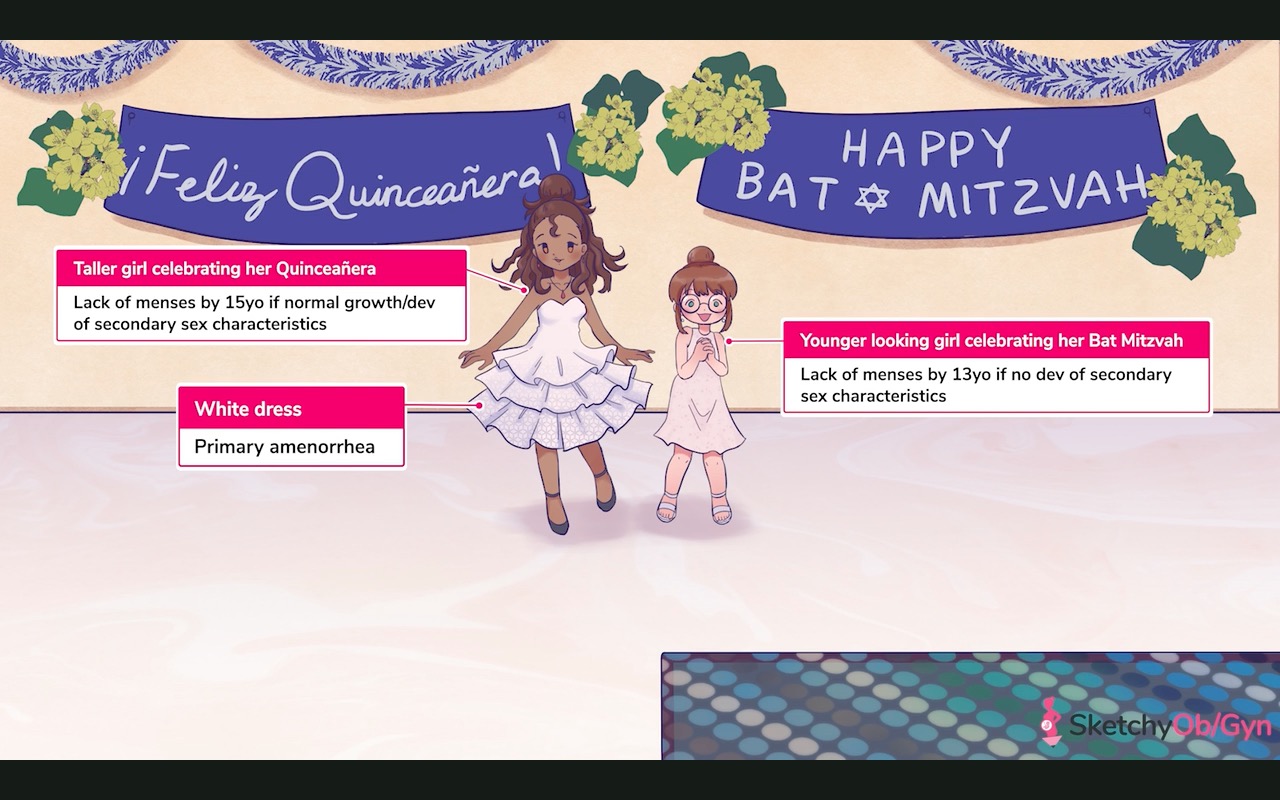 ¡Feliz Quinceañera!
HAPPY
BAT ✡ MITZVAH
Taller girl celebrating her Quinceañera
Lack of menses by 15yo if normal growth/dev
of secondary sex characteristics
Younger looking girl celebrating her Bat Mitzvah
Lack of menses by 13yo if no dev of secondary
sex characteristics
White dress
Primary amenorrhea
SketchyOb/Gyn